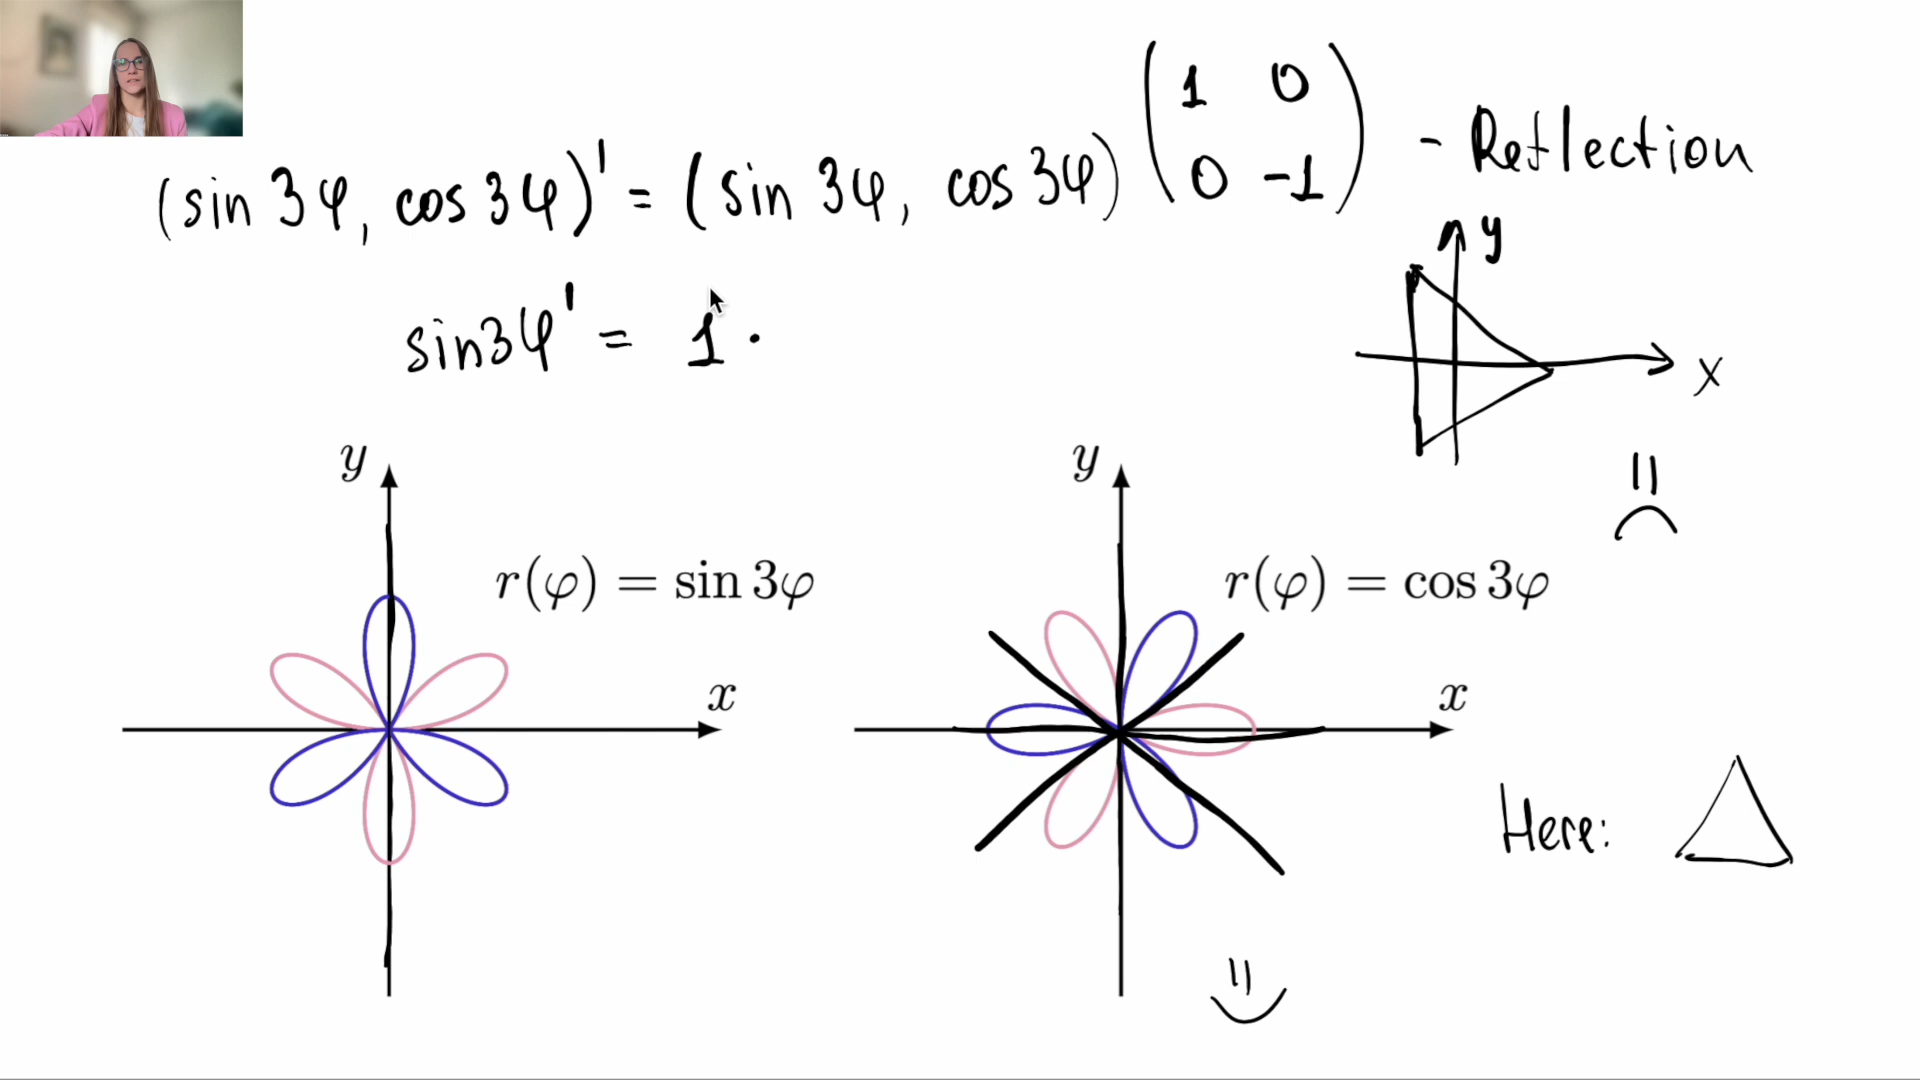 (sin 3φ, cos 3φ)' = (sin 3φ, cos 3φ) (1 0
0 -1) - Reflection
y
x
sin3φ' = 1 ·
y
r(φ) = sin 3φ
x
y
r(φ) = cos 3φ
x
Here: △